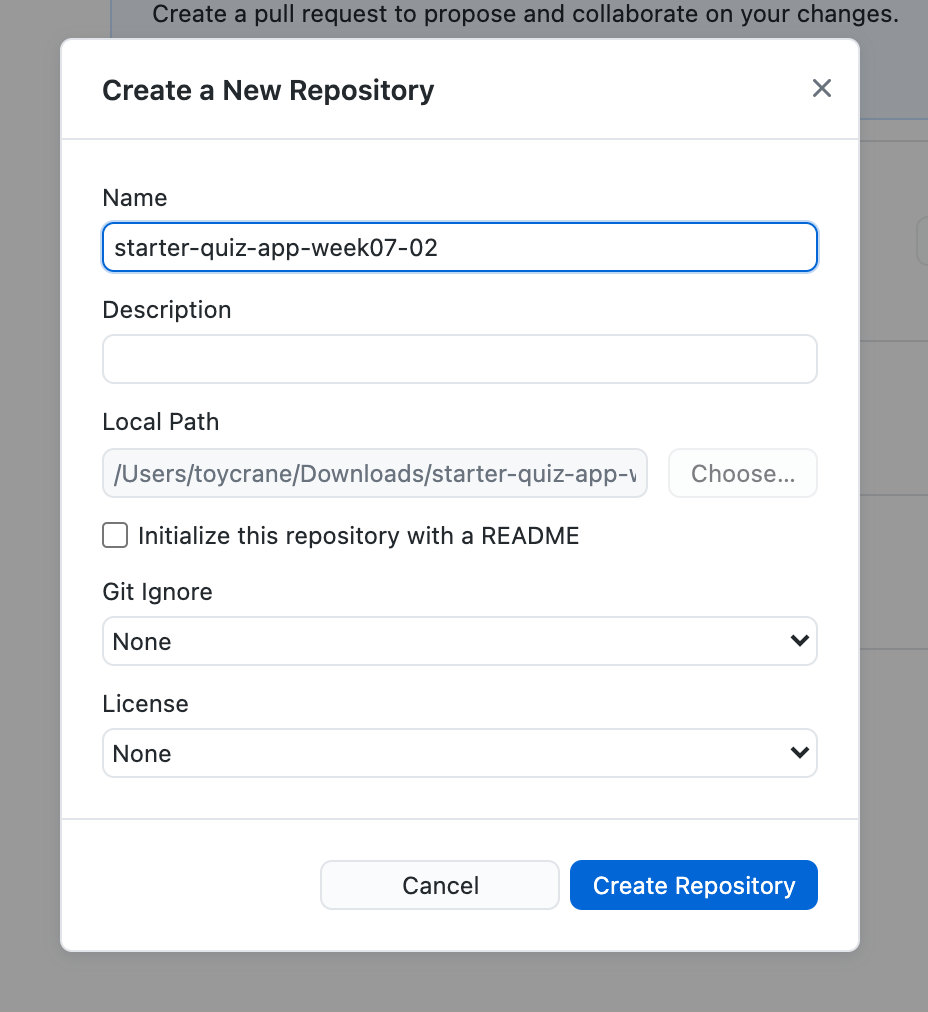 Create a pull request to propose and collaborate on your changes.
Create a New Repository
Name
starter-quiz-app-week07-02
Description
Local Path
/Users/toycrane/Downloads/starter-quiz-app-
Choose...
Initialize this repository with a README
Git Ignore
None
License
None
Cancel
Create Repository